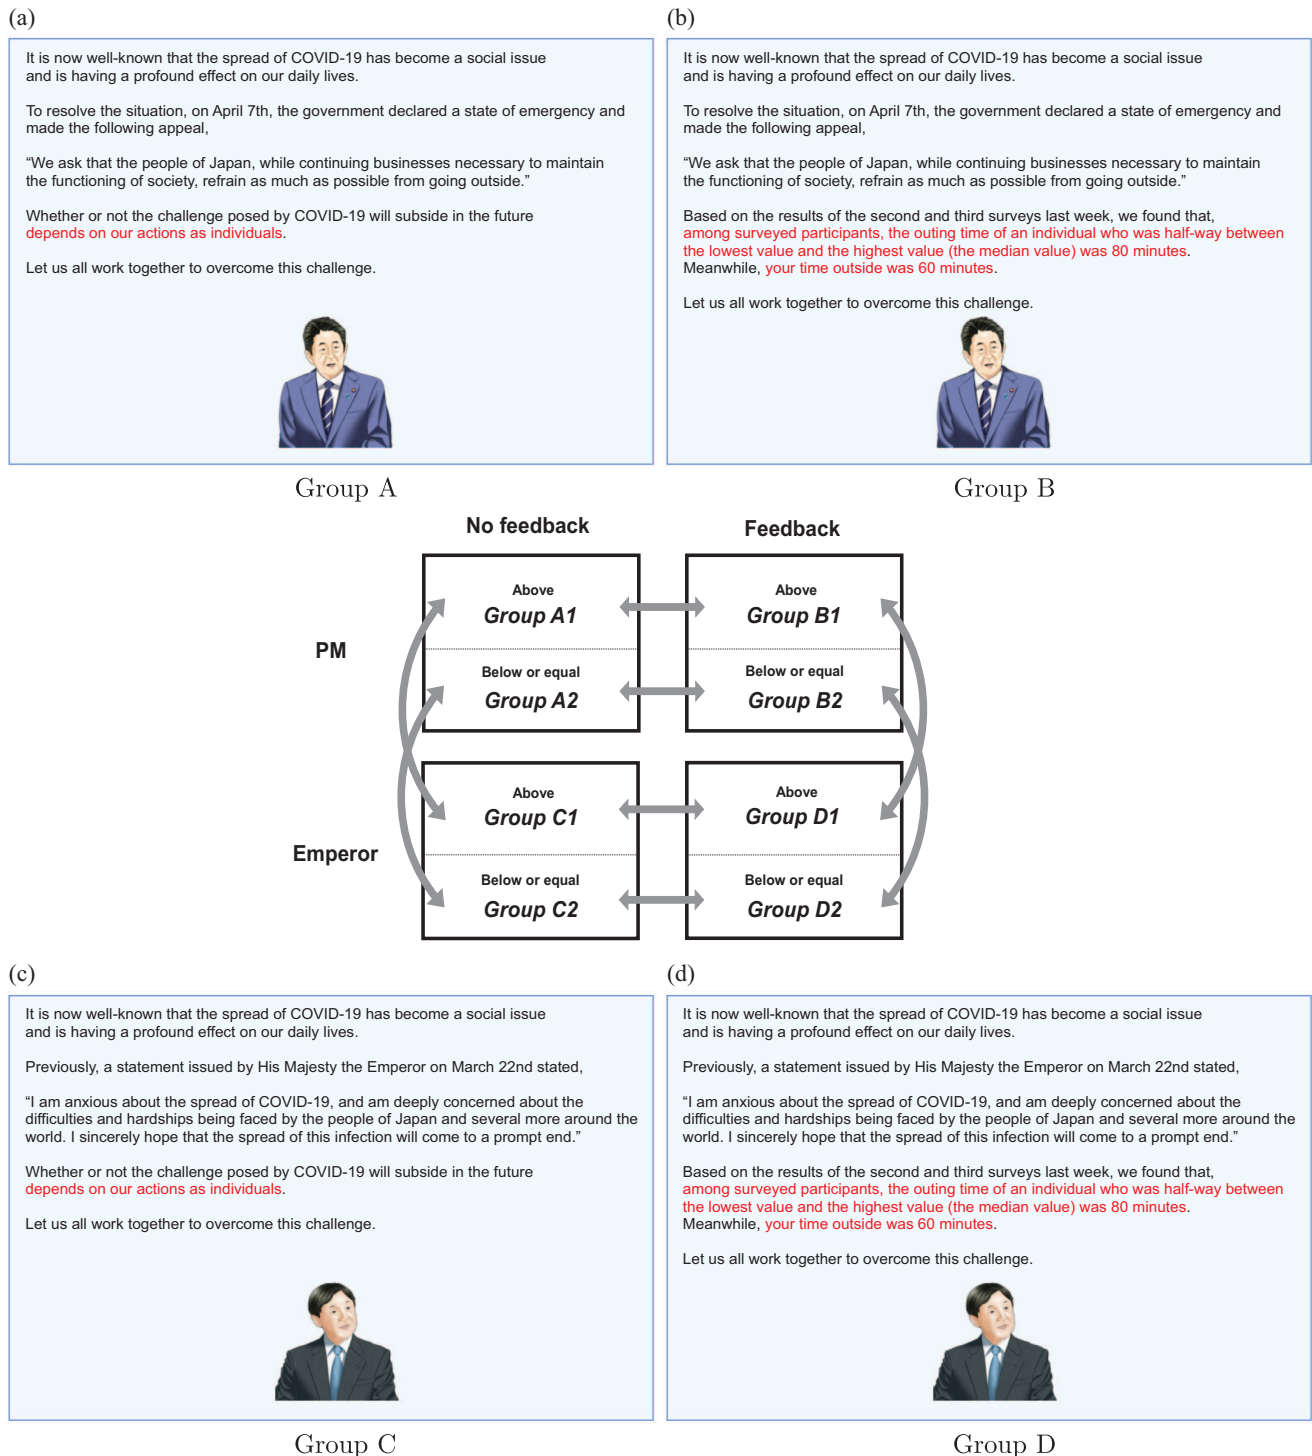 (a)
It is now well-known that the spread of COVID-19 has become a social issue
and is having a profound effect on our daily lives.
To resolve the situation, on April 7th, the government declared a state of emergency and
made the following appeal,
“We ask that the people of Japan, while continuing businesses necessary to maintain
the functioning of society, refrain as much as possible from going outside.”
Whether or not the challenge posed by COVID-19 will subside in the future
depends on our actions as individuals.
Let us all work together to overcome this challenge.
Group A
(b)
It is now well-known that the spread of COVID-19 has become a social issue
and is having a profound effect on our daily lives.
To resolve the situation, on April 7th, the government declared a state of emergency and
made the following appeal,
“We ask that the people of Japan, while continuing businesses necessary to maintain
the functioning of society, refrain as much as possible from going outside.”
Based on the results of the second and third surveys last week, we found that,
among surveyed participants, the outing time of an individual who was half-way between
the lowest value and the highest value (the median value) was 80 minutes.
Meanwhile, your time outside was 60 minutes.
Let us all work together to overcome this challenge.
Group B
No feedback
Feedback
PM
Above
Group A1
Below or equal
Group A2
Above
Group B1
Below or equal
Group B2
Emperor
Above
Group C1
Below or equal
Group C2
Above
Group D1
Below or equal
Group D2
(c)
It is now well-known that the spread of COVID-19 has become a social issue
and is having a profound effect on our daily lives.
Previously, a statement issued by His Majesty the Emperor on March 22nd stated,
“I am anxious about the spread of COVID-19, and am deeply concerned about the
difficulties and hardships being faced by the people of Japan and several more around the
world. I sincerely hope that the spread of this infection will come to a prompt end.”
Whether or not the challenge posed by COVID-19 will subside in the future
depends on our actions as individuals.
Let us all work together to overcome this challenge.
Group C
(d)
It is now well-known that the spread of COVID-19 has become a social issue
and is having a profound effect on our daily lives.
Previously, a statement issued by His Majesty the Emperor on March 22nd stated,
“I am anxious about the spread of COVID-19, and am deeply concerned about the
difficulties and hardships being faced by the people of Japan and several more around the
world. I sincerely hope that the spread of this infection will come to a prompt end.”
Based on the results of the second and third surveys last week, we found that,
among surveyed participants, the outing time of an individual who was half-way between
the lowest value and the highest value (the median value) was 80 minutes.
Meanwhile, your time outside was 60 minutes.
Let us all work together to overcome this challenge.
Group D